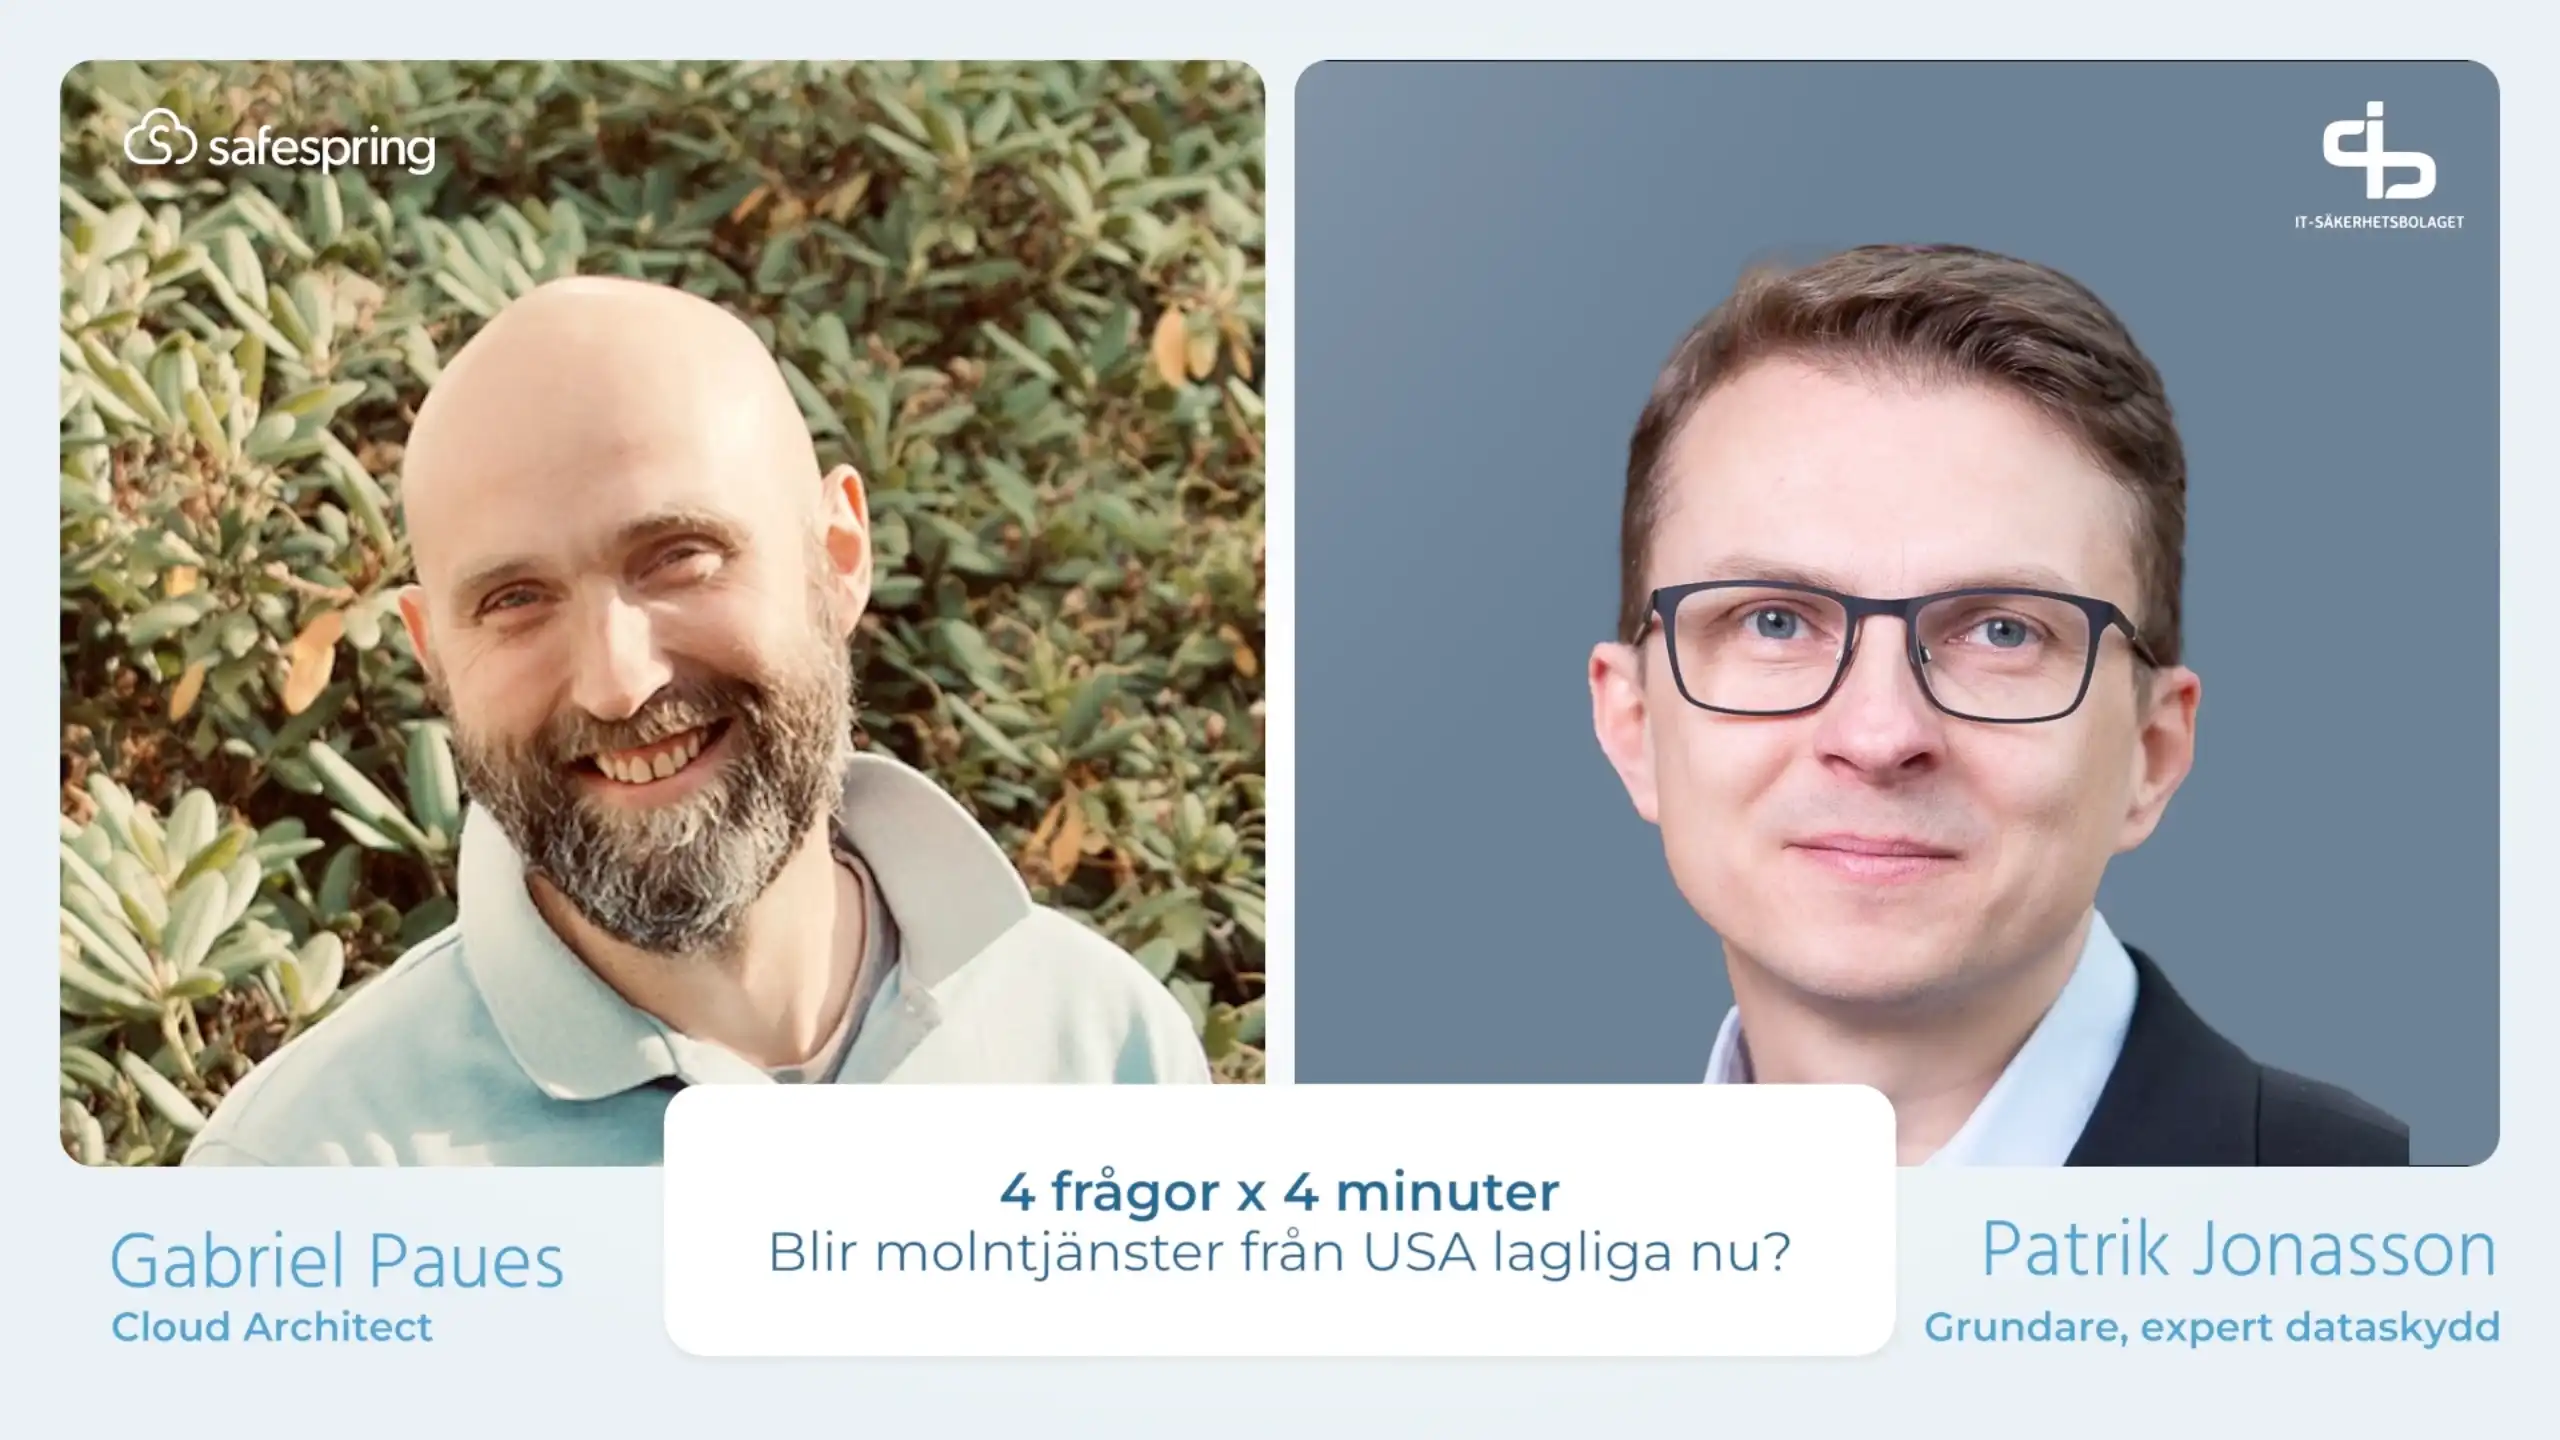 safespring
IT-SÄKERHETSBOLAGET
4 frågor x 4 minuter
Blir molntjänster från USA lagliga nu?
Gabriel Paues
Cloud Architect
Patrik Jonasson
Grundare, expert dataskydd